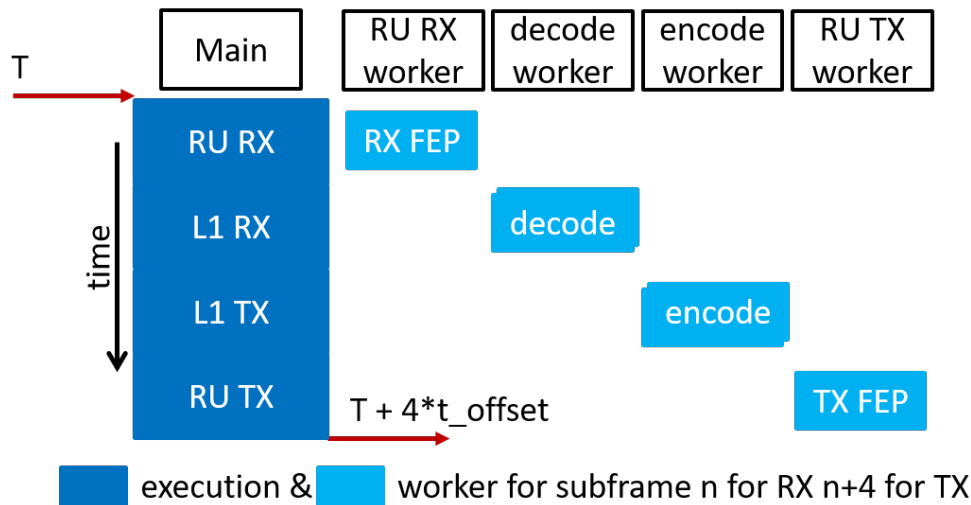 T
Main
RU RX
worker
decode
worker
encode
worker
RU TX
worker
RU RX
RX FEP
time
L1 RX
decode
L1 TX
encode
RU TX
T + 4*t_offset
TX FEP
execution &
worker for subframe n for RX n+4 for TX